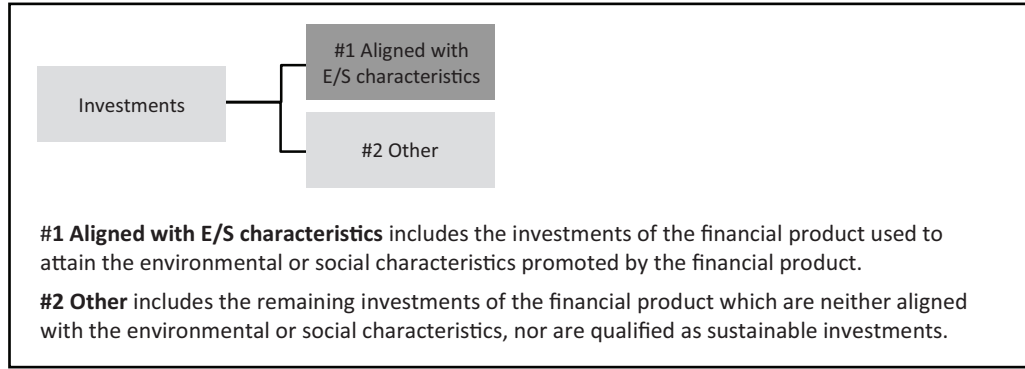 #1 Aligned with
E/S characteristics
Investments
#2 Other
#1 Aligned with E/S characteristics includes the investments of the financial product used to
attain the environmental or social characteristics promoted by the financial product.
#2 Other includes the remaining investments of the financial product which are neither aligned
with the environmental or social characteristics, nor are qualified as sustainable investments.